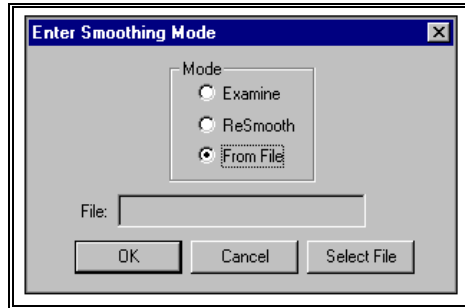 Enter Smoothing Mode
Mode
Examine
ReSmooth
From File
File:
OK Cancel Select File